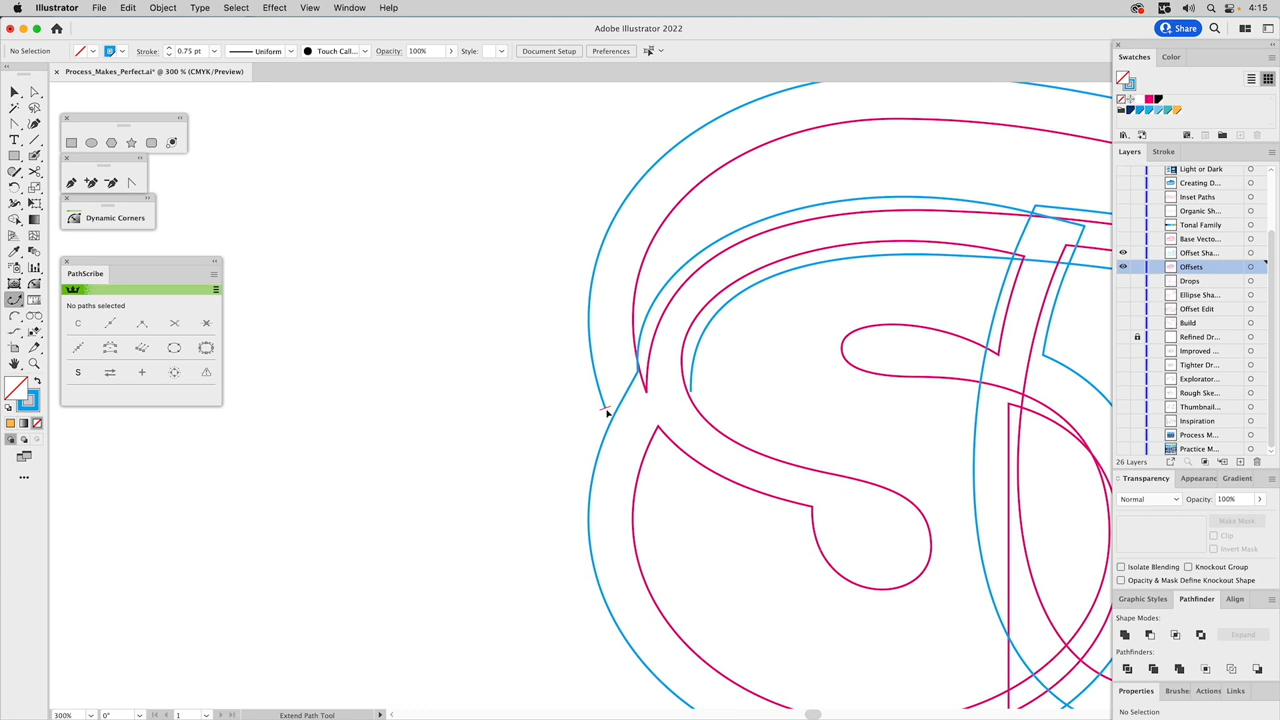 Illustrator File Edit Object Type Select Effect View Window Help 4:15
Adobe Illustrator 2022
Share
No Selection Stroke: 0.75 pt Uniform Touch Call... Opacity: 100% Style: Document Setup Preferences
Process_Makes_Perfect.ai* @ 300 % (CMYK/Preview)
Dynamic Corners
PathScribe
No paths selected
C
S
Swatches Color
Layers Stroke
Light or Dark
Creating D...
Inset Paths
Organic Sh...
Tonal Family
Base Vecto...
Offset Sha...
Offsets
Drops
Ellipse Sha...
Offset Edit
Build
Refined Dr...
Improved ...
Tighter Dr...
Explorator...
Rough Ske...
Thumbnail...
Inspiration
Process M...
Practice M...
26 Layers
Transparency Appearanc Gradient
Normal Opacity: 100%
Make Mask
Clip
Invert Mask
Isolate Blending Knockout Group
Opacity & Mask Define Knockout Shape
Graphic Styles Pathfinder Align
Shape Modes:
Expand
Pathfinders:
Properties Brushe Actions Links
No Selection
300% 0° 1 Extend Path Tool